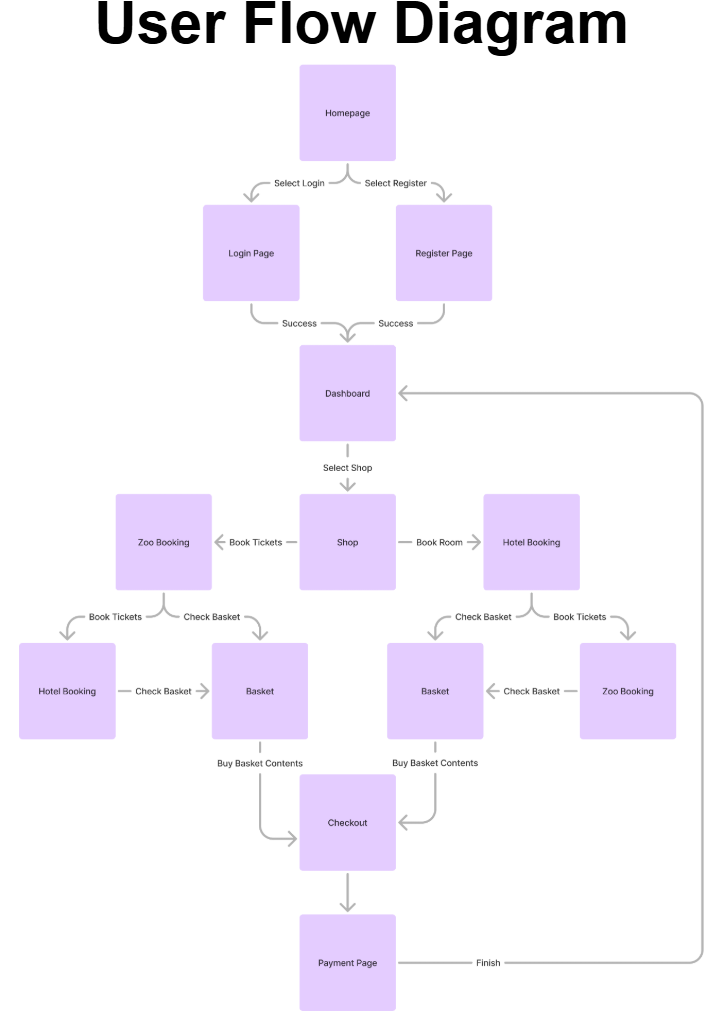 User Flow Diagram
Homepage
Select Login
Select Register
Login Page
Register Page
Success
Success
Dashboard
Select Shop
Zoo Booking
Book Tickets
Shop
Book Room
Hotel Booking
Book Tickets
Check Basket
Check Basket
Book Tickets
Hotel Booking
Check Basket
Basket
Basket
Check Basket
Zoo Booking
Buy Basket Contents
Buy Basket Contents
Checkout
Payment Page
Finish